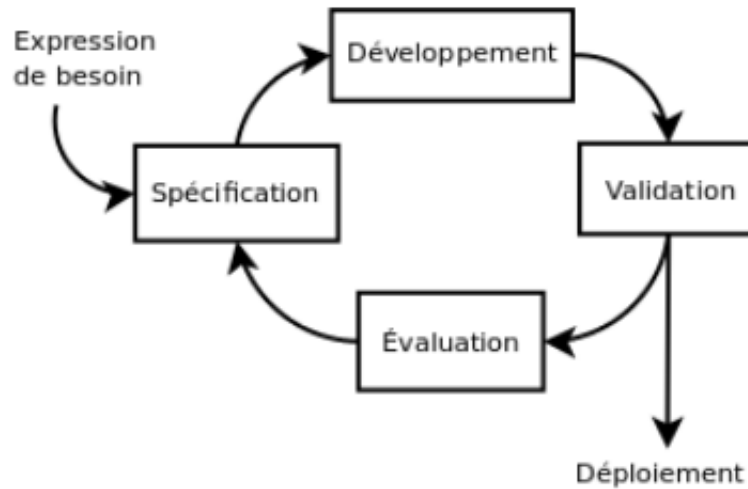 Expression
de besoin
Développement
Spécification
Validation
Évaluation
Déploiement